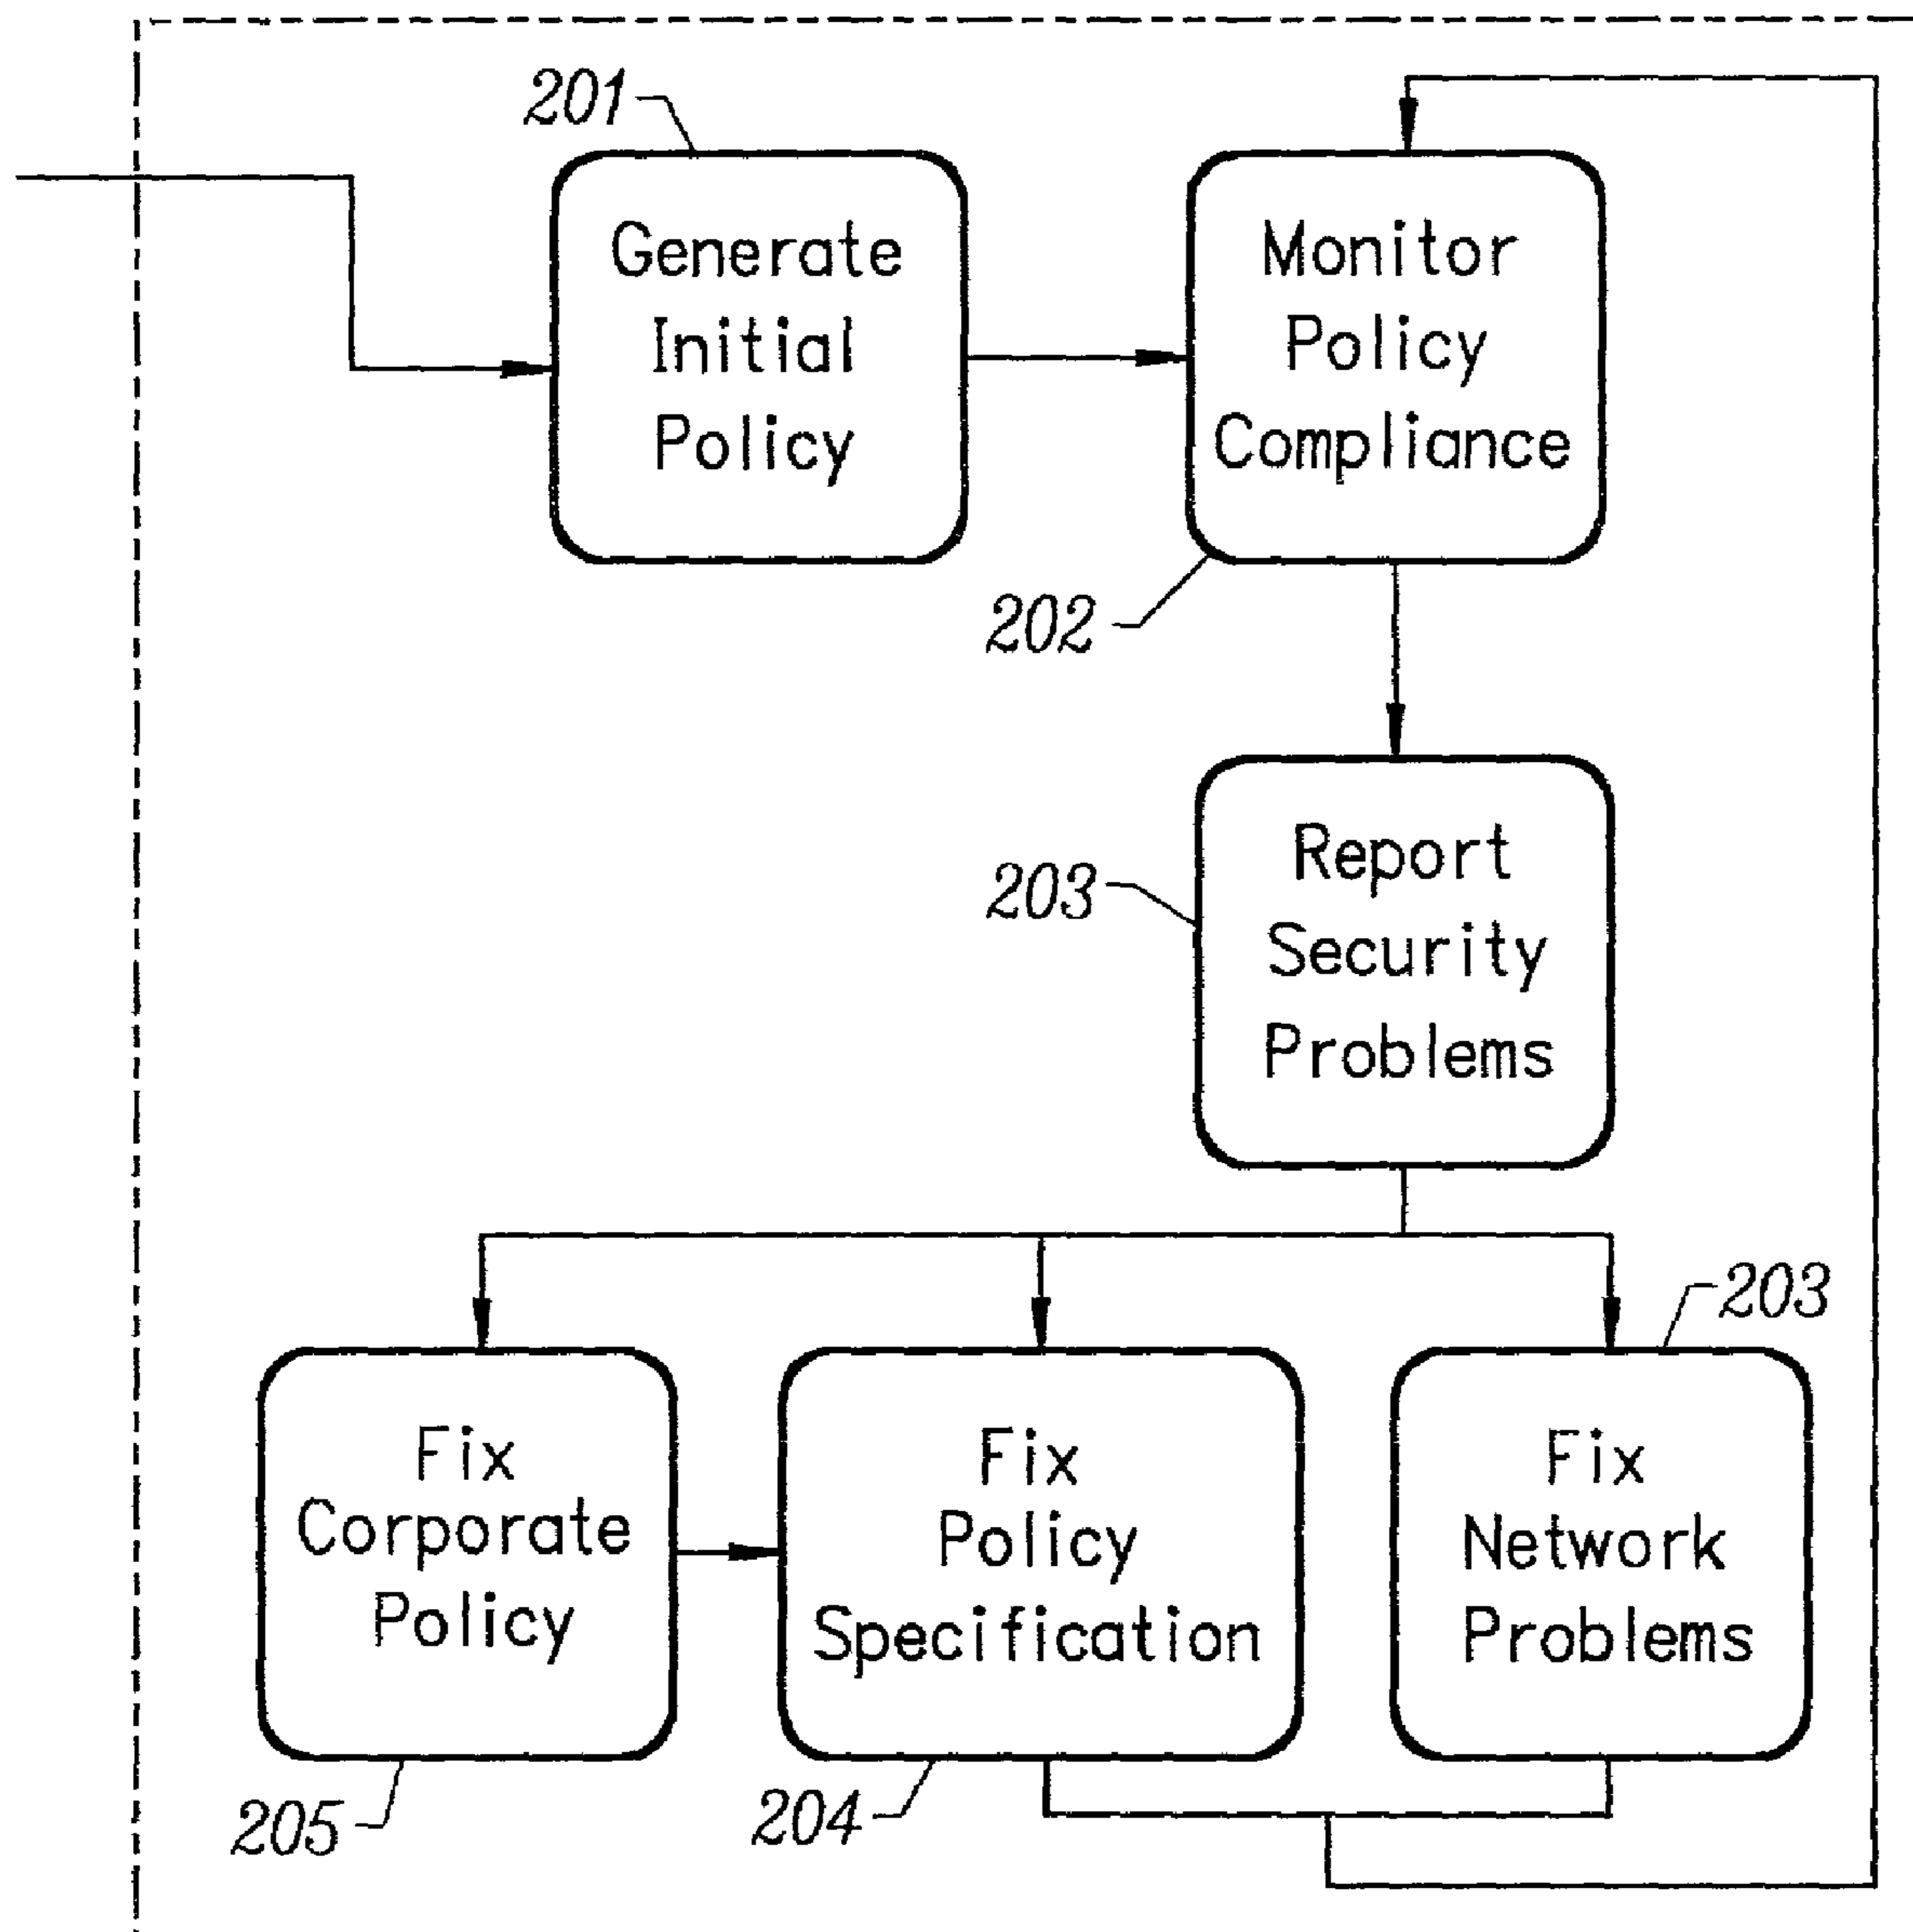 201
Generate
Initial
Policy
Monitor
Policy
Compliance
202
203
Report
Security
Problems
203
Fix
Corporate
Policy
Fix
Policy
Specification
Fix
Network
Problems
205
204